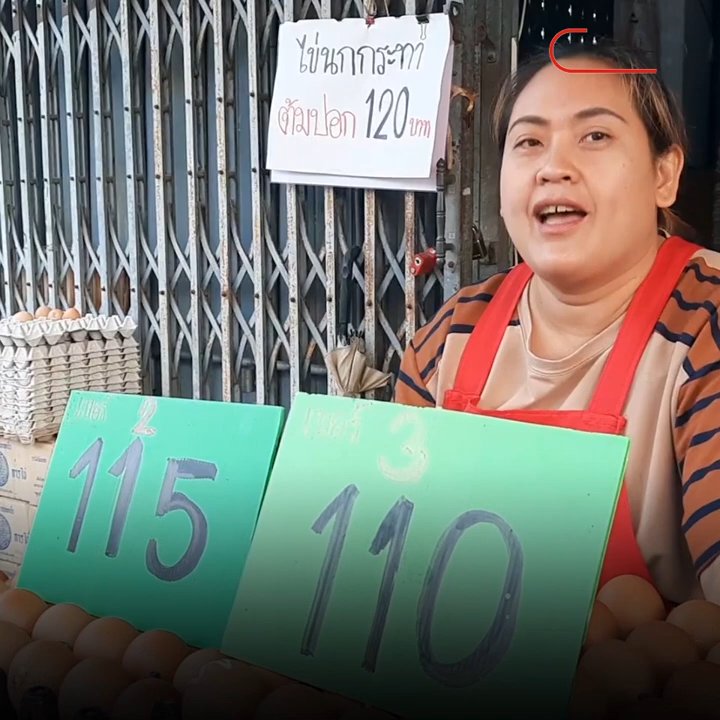 ไข่นกกระทา
ต้มปอก 120 บาท
เบอร์ 2
115
เบอร์ 3
110